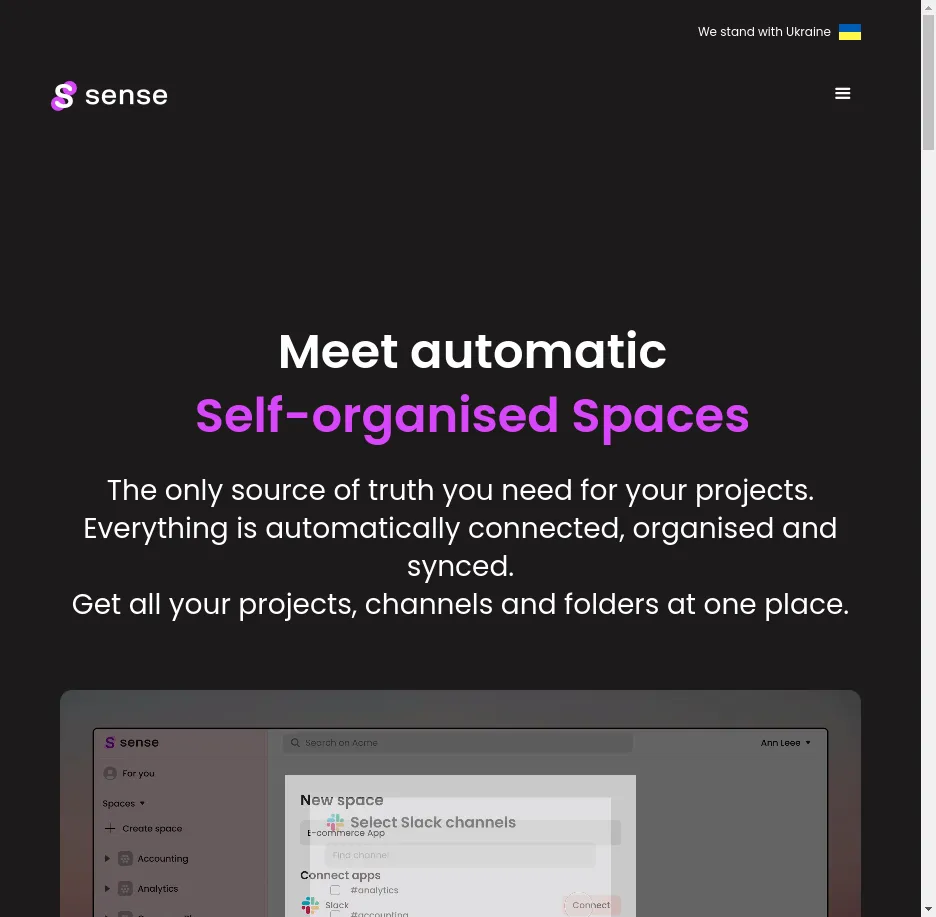 We stand with Ukraine
sense
Meet automatic
Self-organised Spaces
The only source of truth you need for your projects.
Everything is automatically connected, organised and
synced.
Get all your projects, channels and folders at one place.
sense
Search on Acme
Ann Leee
For you
Spaces
Create space
Accounting
Analytics
New space
Select Slack channels
E-commerce App
Find channel
Connect apps
#analytics
Slack
Connect
#accounting